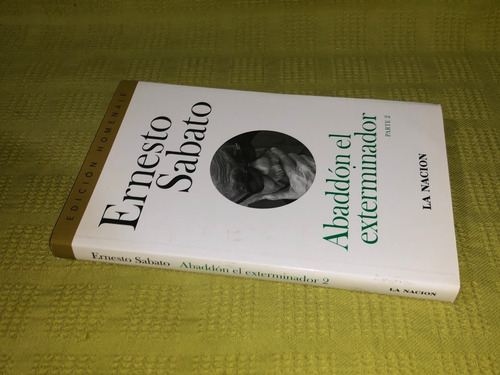 EDICIÓN HOMENAJE
Ernesto
Sabato
Abaddón el
exterminador
PARTE 2
LA NACION
Ernesto Sabato Abaddón el exterminador 2
LA NACION